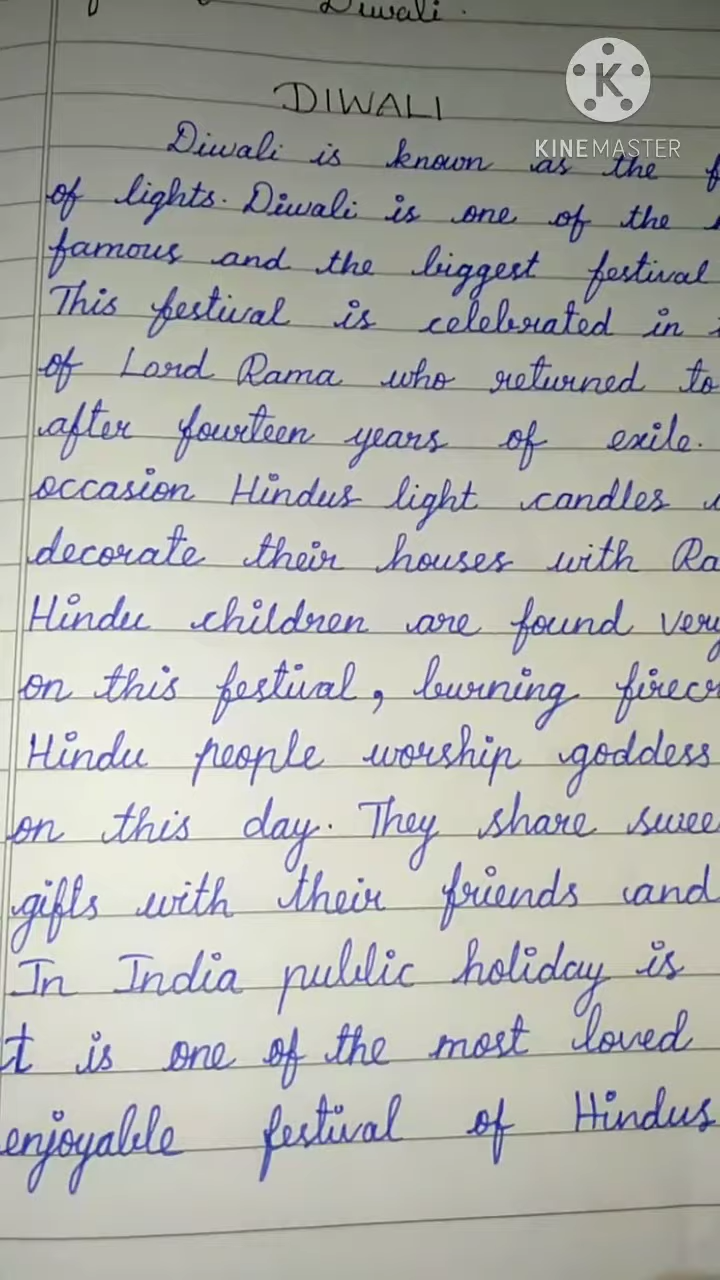 Diwali.
DIWALI
K
KINEMASTER
Diwali is known as the f
of lights. Diwali is one of the
famous and the biggest festival
This festival is celebrated in
of Lord Rama who returned to
after fourteen years of exile.
occasion Hindus light candles
decorate their houses with Ra
Hindu children are found very
on this festival, burning firecr
Hindu people worship goddess
on this day. They share swee
gifts with their friends and
In India public holiday is
t is one of the most loved
enjoyable festival of Hindus